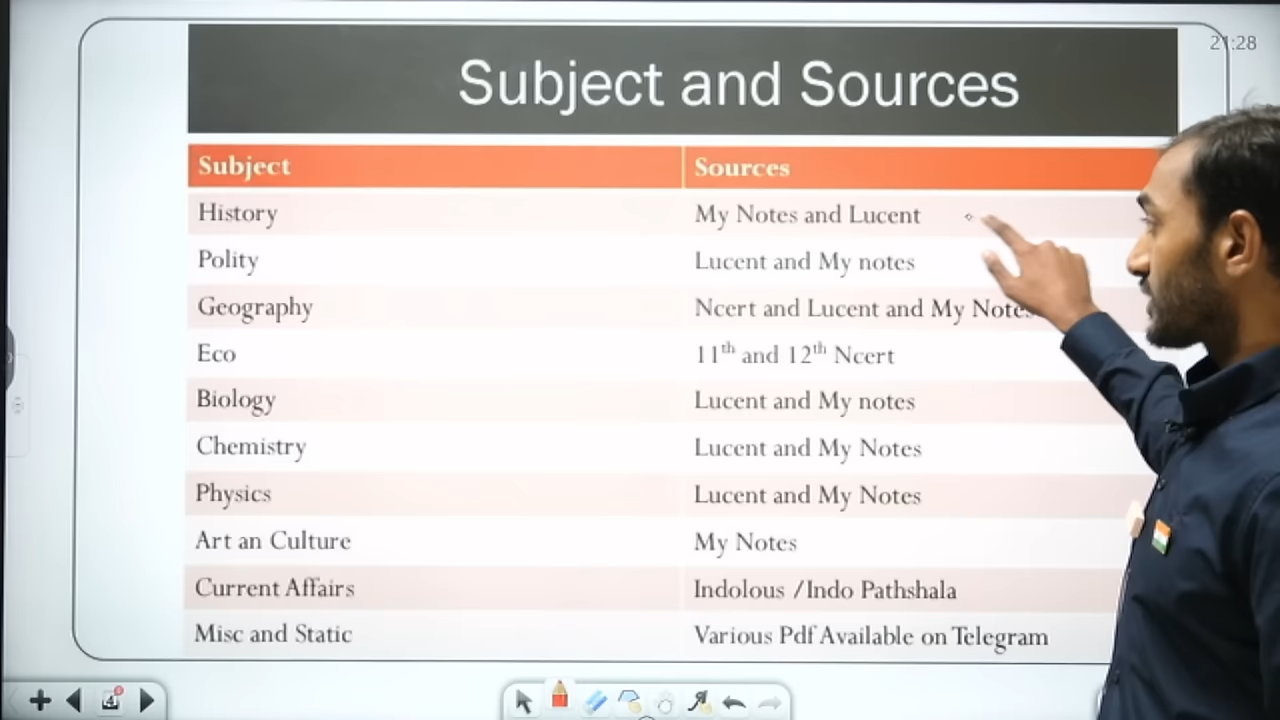 Subject and Sources
21:28
Subject Sources
History My Notes and Lucent
Polity Lucent and My notes
Geography Ncert and Lucent and My Notes
Eco 11th and 12th Ncert
Biology Lucent and My notes
Chemistry Lucent and My Notes
Physics Lucent and My Notes
Art an Culture My Notes
Current Affairs Indolous /Indo Pathshala
Misc and Static Various Pdf Available on Telegram
4